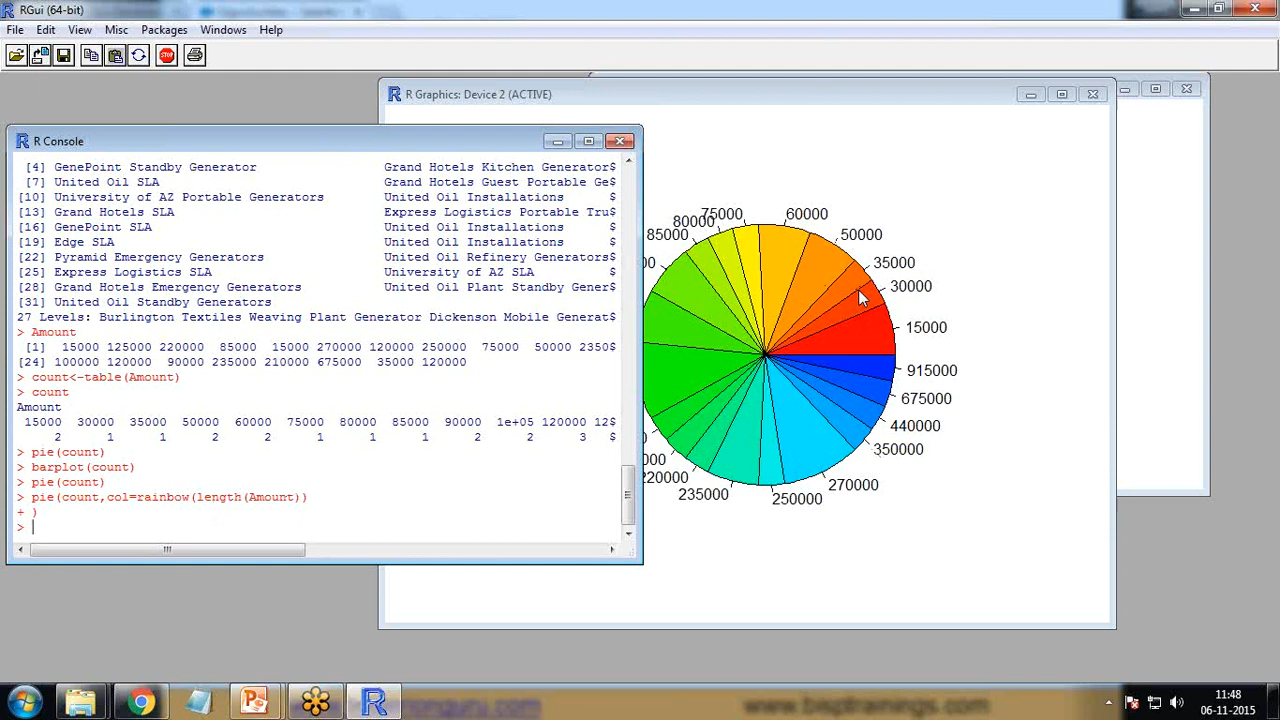 RGui (64-bit)
File Edit View Misc Packages Windows Help
STOP
R Graphics: Device 2 (ACTIVE)
R Console
[4] GenePoint Standby Generator Grand Hotels Kitchen Generator$
[7] United Oil SLA Grand Hotels Guest Portable Ge$
[10] University of AZ Portable Generators United Oil Installations $
[13] Grand Hotels SLA Express Logistics Portable Tru$
[16] GenePoint SLA United Oil Installations $
[19] Edge SLA United Oil Installations $
[22] Pyramid Emergency Generators United Oil Refinery Generators$
[25] Express Logistics SLA University of AZ SLA $
[28] Grand Hotels Emergency Generators United Oil Plant Standby Gener$
[31] United Oil Standby Generators
27 Levels: Burlington Textiles Weaving Plant Generator Dickenson Mobile Generat$
> Amount
[1] 15000 125000 220000 85000 15000 270000 120000 250000 75000 50000 2350$
[24] 100000 120000 90000 235000 210000 675000 35000 120000
> count<-table(Amount)
> count
Amount
15000 30000 35000 50000 60000 75000 80000 85000 90000 1e+05 120000 12$
2 1 1 2 2 1 1 1 2 2 3 $
> pie(count)
> barplot(count)
> pie(count)
> pie(count,col=rainbow(length(Amount))
+ )
>
85000
80000
75000
60000
50000
35000
30000
15000
915000
675000
440000
350000
270000
250000
235000
220000
www.bisptrainings.com
11:48
06-11-2015